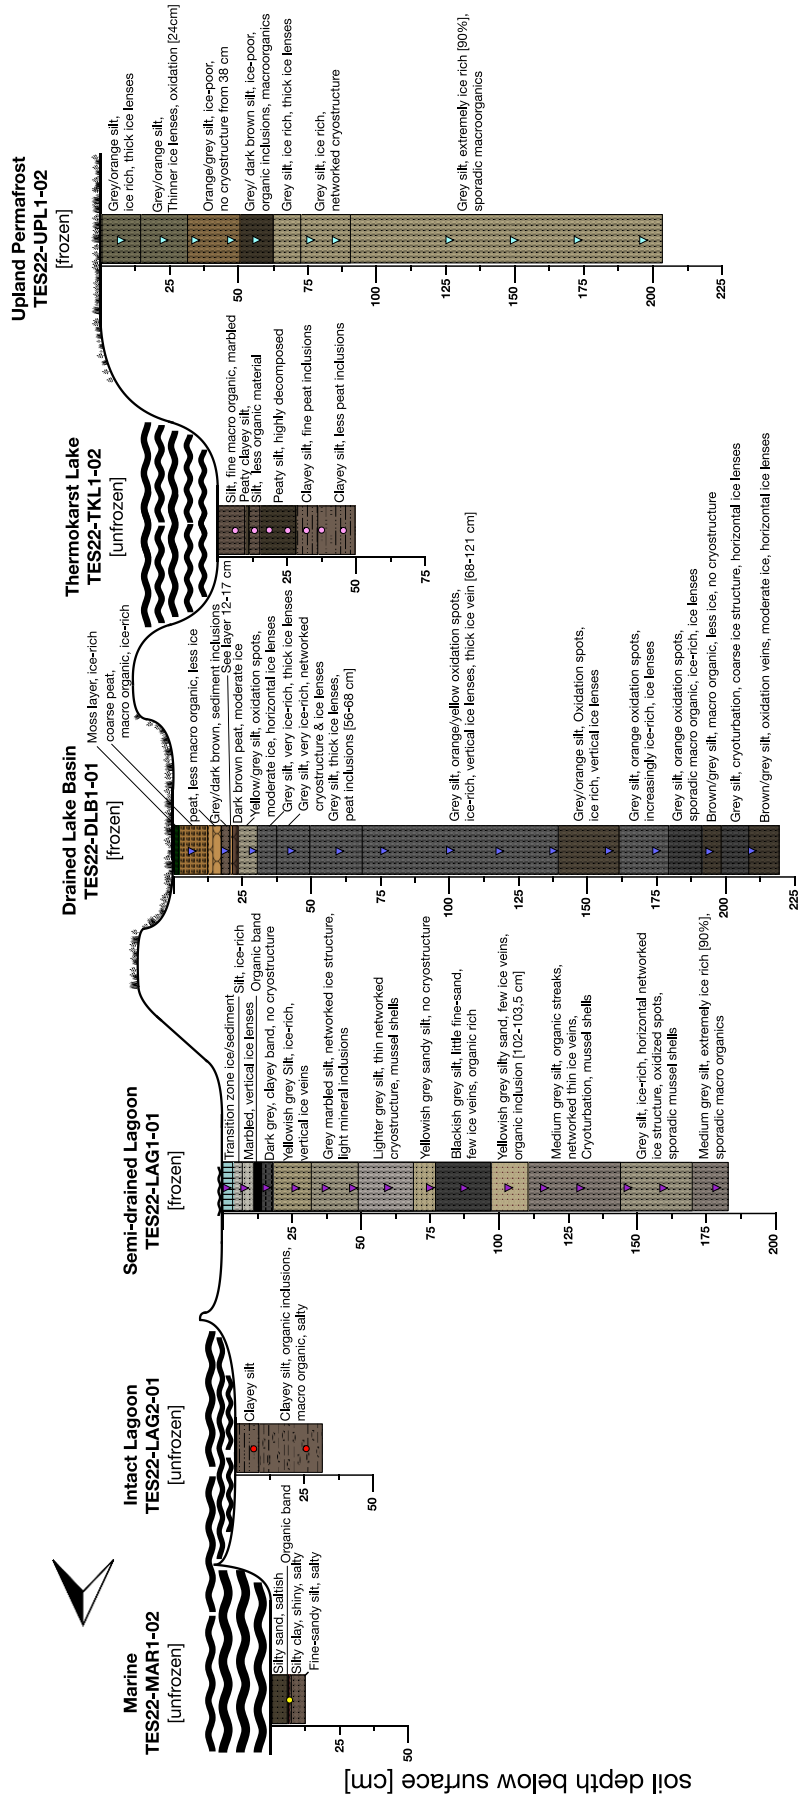 Marine
TES22-MAR1-02
[unfrozen]
Silty sand, saltish
Organic band
Silty clay, shiny, salty
Fine-sandy silt, salty
25
50
soil depth below surface [cm]
Intact Lagoon
TES22-LAG2-01
[unfrozen]
Clayey silt
Clayey silt, organic inclusions,
macro organic, salty
25
50
Semi-drained Lagoon
TES22-LAG1-01
[frozen]
Transition zone ice/sediment
Silt, ice-rich
Marbled, vertical ice lenses
Organic band
Dark grey, clayey band, no cryostructure
Yellowish grey Silt, ice-rich,
vertical ice veins
Grey marbled silt, networked ice structure,
light mineral inclusions
Lighter grey silt, thin networked
cryostructure, mussel shells
Yellowish grey sandy silt, no cryostructure
Blackish grey silt, little fine-sand,
few ice veins, organic rich
Yellowish grey silty sand, few ice veins,
organic inclusion [102-103,5 cm]
Medium grey silt, organic streaks,
networked thin ice veins,
Cryoturbation, mussel shells
Grey silt, ice-rich, horizontal networked
ice structure, oxidized spots,
sporadic mussel shells
Medium grey silt, extremely ice rich [90%],
sporadic macro organics
25
50
75
100
125
150
175
200
Drained Lake Basin
TES22-DLB1-01
[frozen]
Moss layer, ice-rich
coarse peat,
macro organic, ice-rich
peat, less macro organic, less ice
Grey/dark brown, sediment inclusions
See layer 12-17 cm
Dark brown peat, moderate ice
Yellow/grey silt, oxidation spots,
moderate ice, horizontal ice lenses
Grey silt, very ice-rich, thick ice lenses
Grey silt, very ice-rich, networked
cryostructure & ice lenses
Grey silt, thick ice lenses,
peat inclusions [56-68 cm]
Grey silt, orange/yellow oxidation spots,
ice-rich, vertical ice lenses, thick ice vein [68-121 cm]
Grey/orange silt, Oxidation spots,
ice rich, vertical ice lenses
Grey silt, orange oxidation spots,
increasingly ice-rich, ice lenses
Grey silt, orange oxidation spots,
sporadic macro organic, ice-rich, ice lenses
Brown/grey silt, macro organic, less ice, no cryostructure
Grey silt, cryoturbation, coarse ice structure, horizontal ice lenses
Brown/grey silt, oxidation veins, moderate ice, horizontal ice lenses
25
50
75
100
125
150
175
200
225
Thermokarst Lake
TES22-TKL1-02
[unfrozen]
Silt, fine macro organic, marbled
Peaty clayey silt,
Silt, less organic material
Peaty silt, highly decomposed
Clayey silt, fine peat inclusions
Clayey silt, less peat inclusions
25
50
75
Upland Permafrost
TES22-UPL1-02
[frozen]
Grey/orange silt,
ice rich, thick ice lenses
Grey/orange silt,
Thinner ice lenses, oxidation [24cm]
Orange/grey silt, ice-poor,
no cryostructure from 38 cm
Grey/ dark brown silt, ice-poor,
organic inclusions, macroorganics
Grey silt, ice rich, thick ice lenses
Grey silt, ice rich,
networked cryostructure
Grey silt, extremely ice rich [90%],
sporadic macroorganics
25
50
75
100
125
150
175
200
225